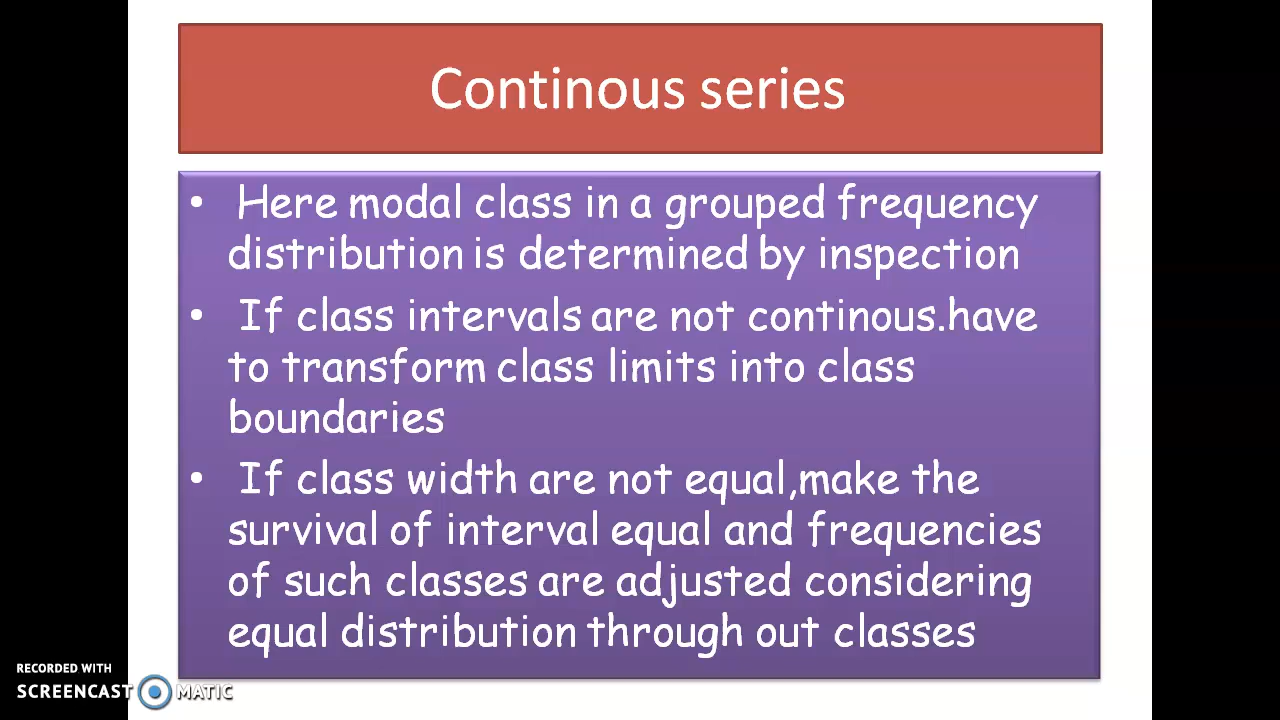 Continous series
• Here modal class in a grouped frequency
distribution is determined by inspection
• If class intervals are not continous.have
to transform class limits into class
boundaries
• If class width are not equal,make the
survival of interval equal and frequencies
of such classes are adjusted considering
equal distribution through out classes
RECORDED WITH
SCREENCAST MATIC